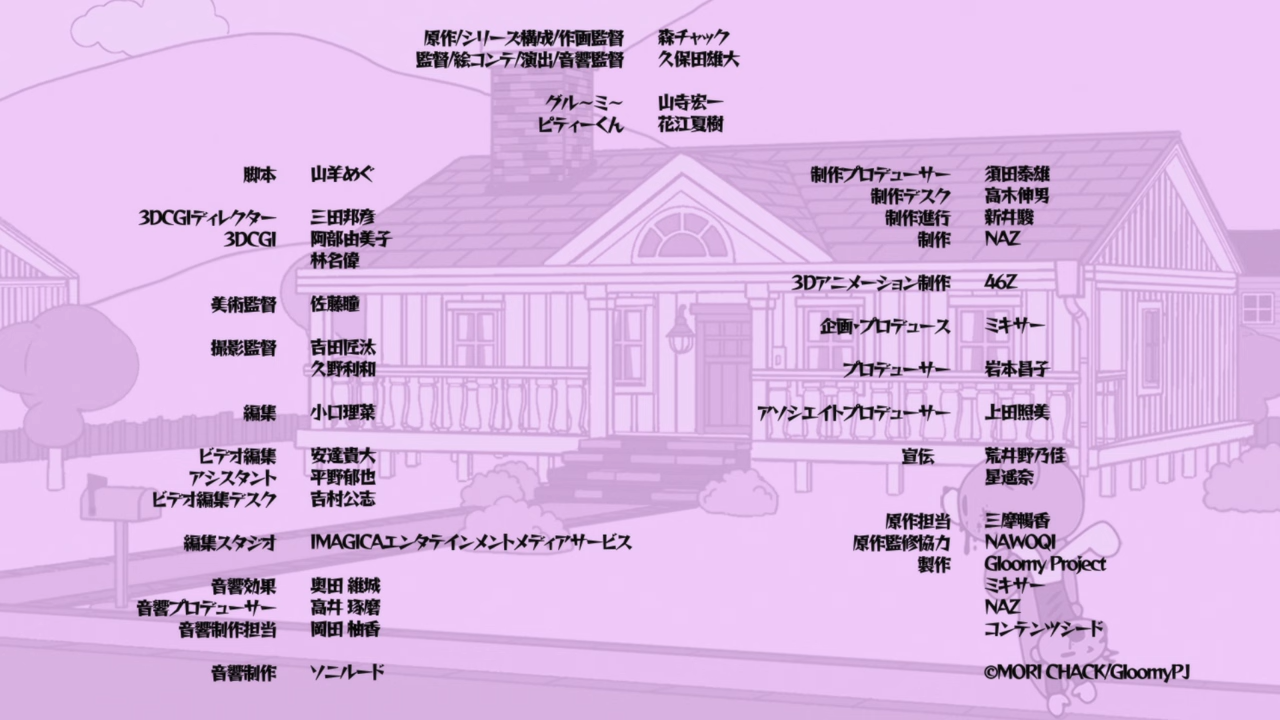 原作/シリーズ構成/作画監督 森チャック
監督/絵コンテ/演出/音響監督 久保田雄大
グル～ミ～ 山寺宏一
ピティーくん 花江夏樹
脚本 山羊めぐ
3DCGIディレクター 三田邦彦
3DCGI 阿部由美子
林名偉
美術監督 佐藤瞳
撮影監督 吉田匠汰
久野利和
編集 小口理菜
ビデオ編集 安達貴大
アシスタント 平野郁也
ビデオ編集デスク 吉村公志
編集スタジオ IMAGICAエンタテインメントメディアサービス
音響効果 奥田 維城
音響プロデューサー 高井 琢磨
音響制作担当 岡田 柚香
音響制作 ソニルード
制作プロデューサー 須田泰雄
制作デスク 高木伸男
制作進行 新井駿
制作 NAZ
3Dアニメーション制作 46Z
企画・プロデュース ミキサー
プロデューサー 岩本昌子
アソシエイトプロデューサー 上田照美
宣伝 荒井野乃佳
星遥奈
原作担当 三摩暢香
原作監修協力 NAWOQI
製作 Gloomy Project
ミキサー
NAZ
コンテンツシード
©MORI CHACK/GloomyPJ